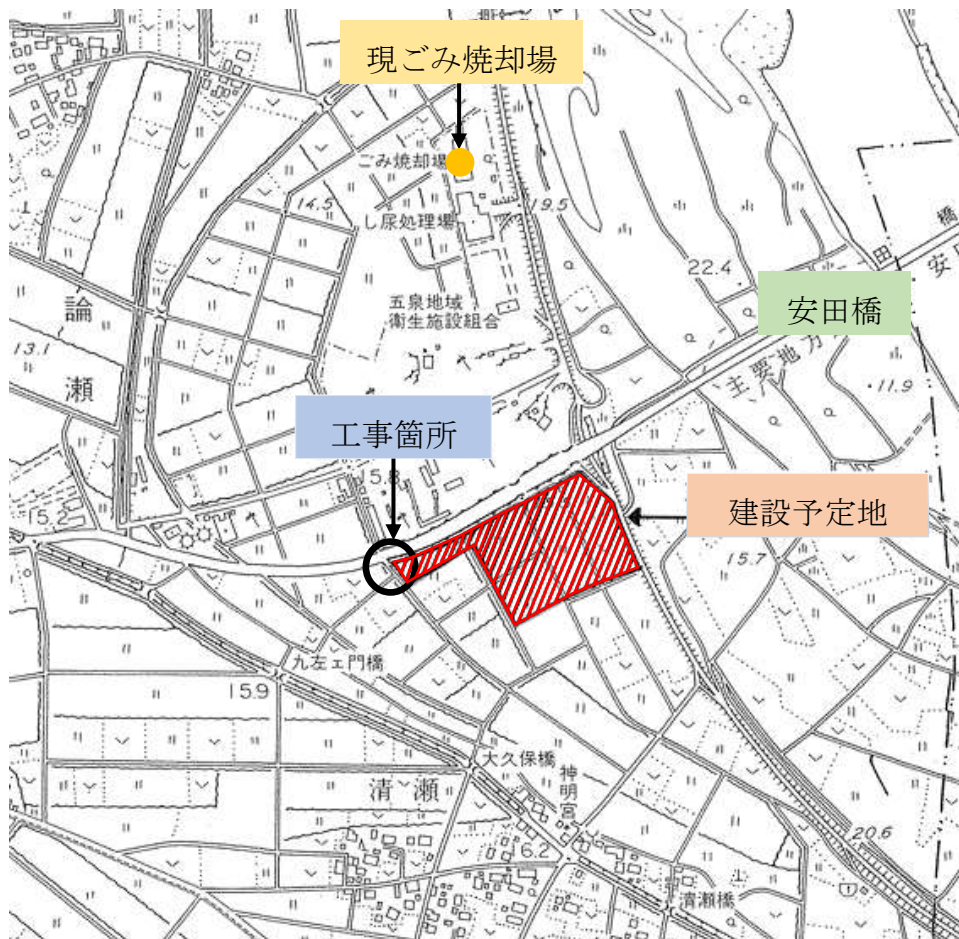 現ごみ焼却場
ごみ焼却場
14.5
し尿処理場
19.5
五泉地域
衛生施設組合
22.4
田
橋
安
安田橋
論
瀬
13.1
主要地方
11.9
工事箇所
15.8
15.2
建設予定地
15.7
九左ェ門橋
15.9
大久保橋
清瀬
神明宮
6.2
20.6
清瀬橋